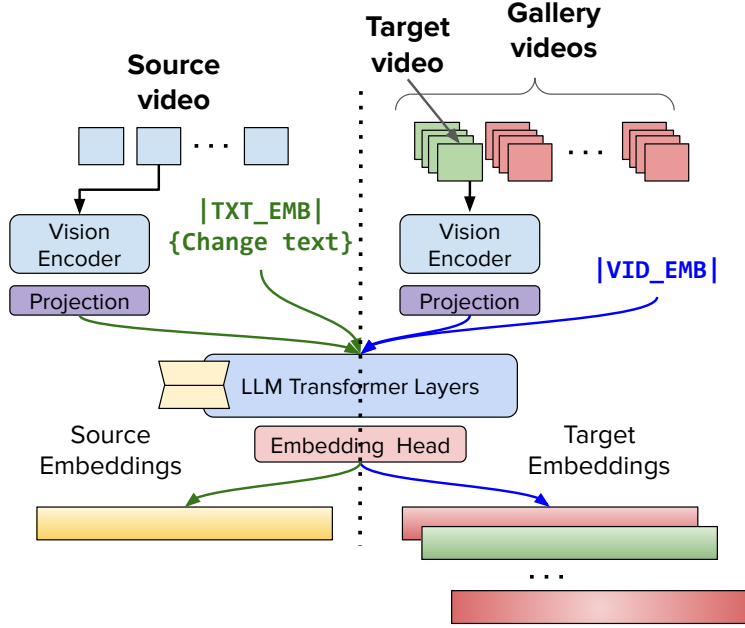 Source
video
Target
video
Gallery
videos
. . .
. . .
|TXT_EMB|
{Change text}
Vision
Encoder
Vision
Encoder
|VID_EMB|
Projection
Projection
LLM Transformer Layers
Embedding Head
Source
Embeddings
Target
Embeddings
. . .